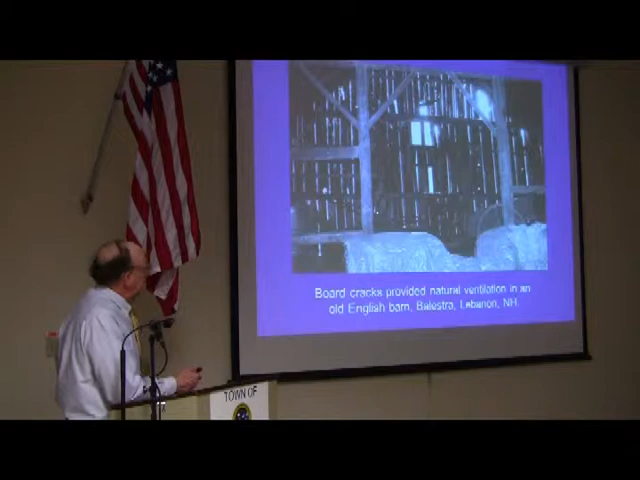 Board cracks provided natural ventilation in an
old English barn, Balestra, Lebanon, NH.
TOWN OF